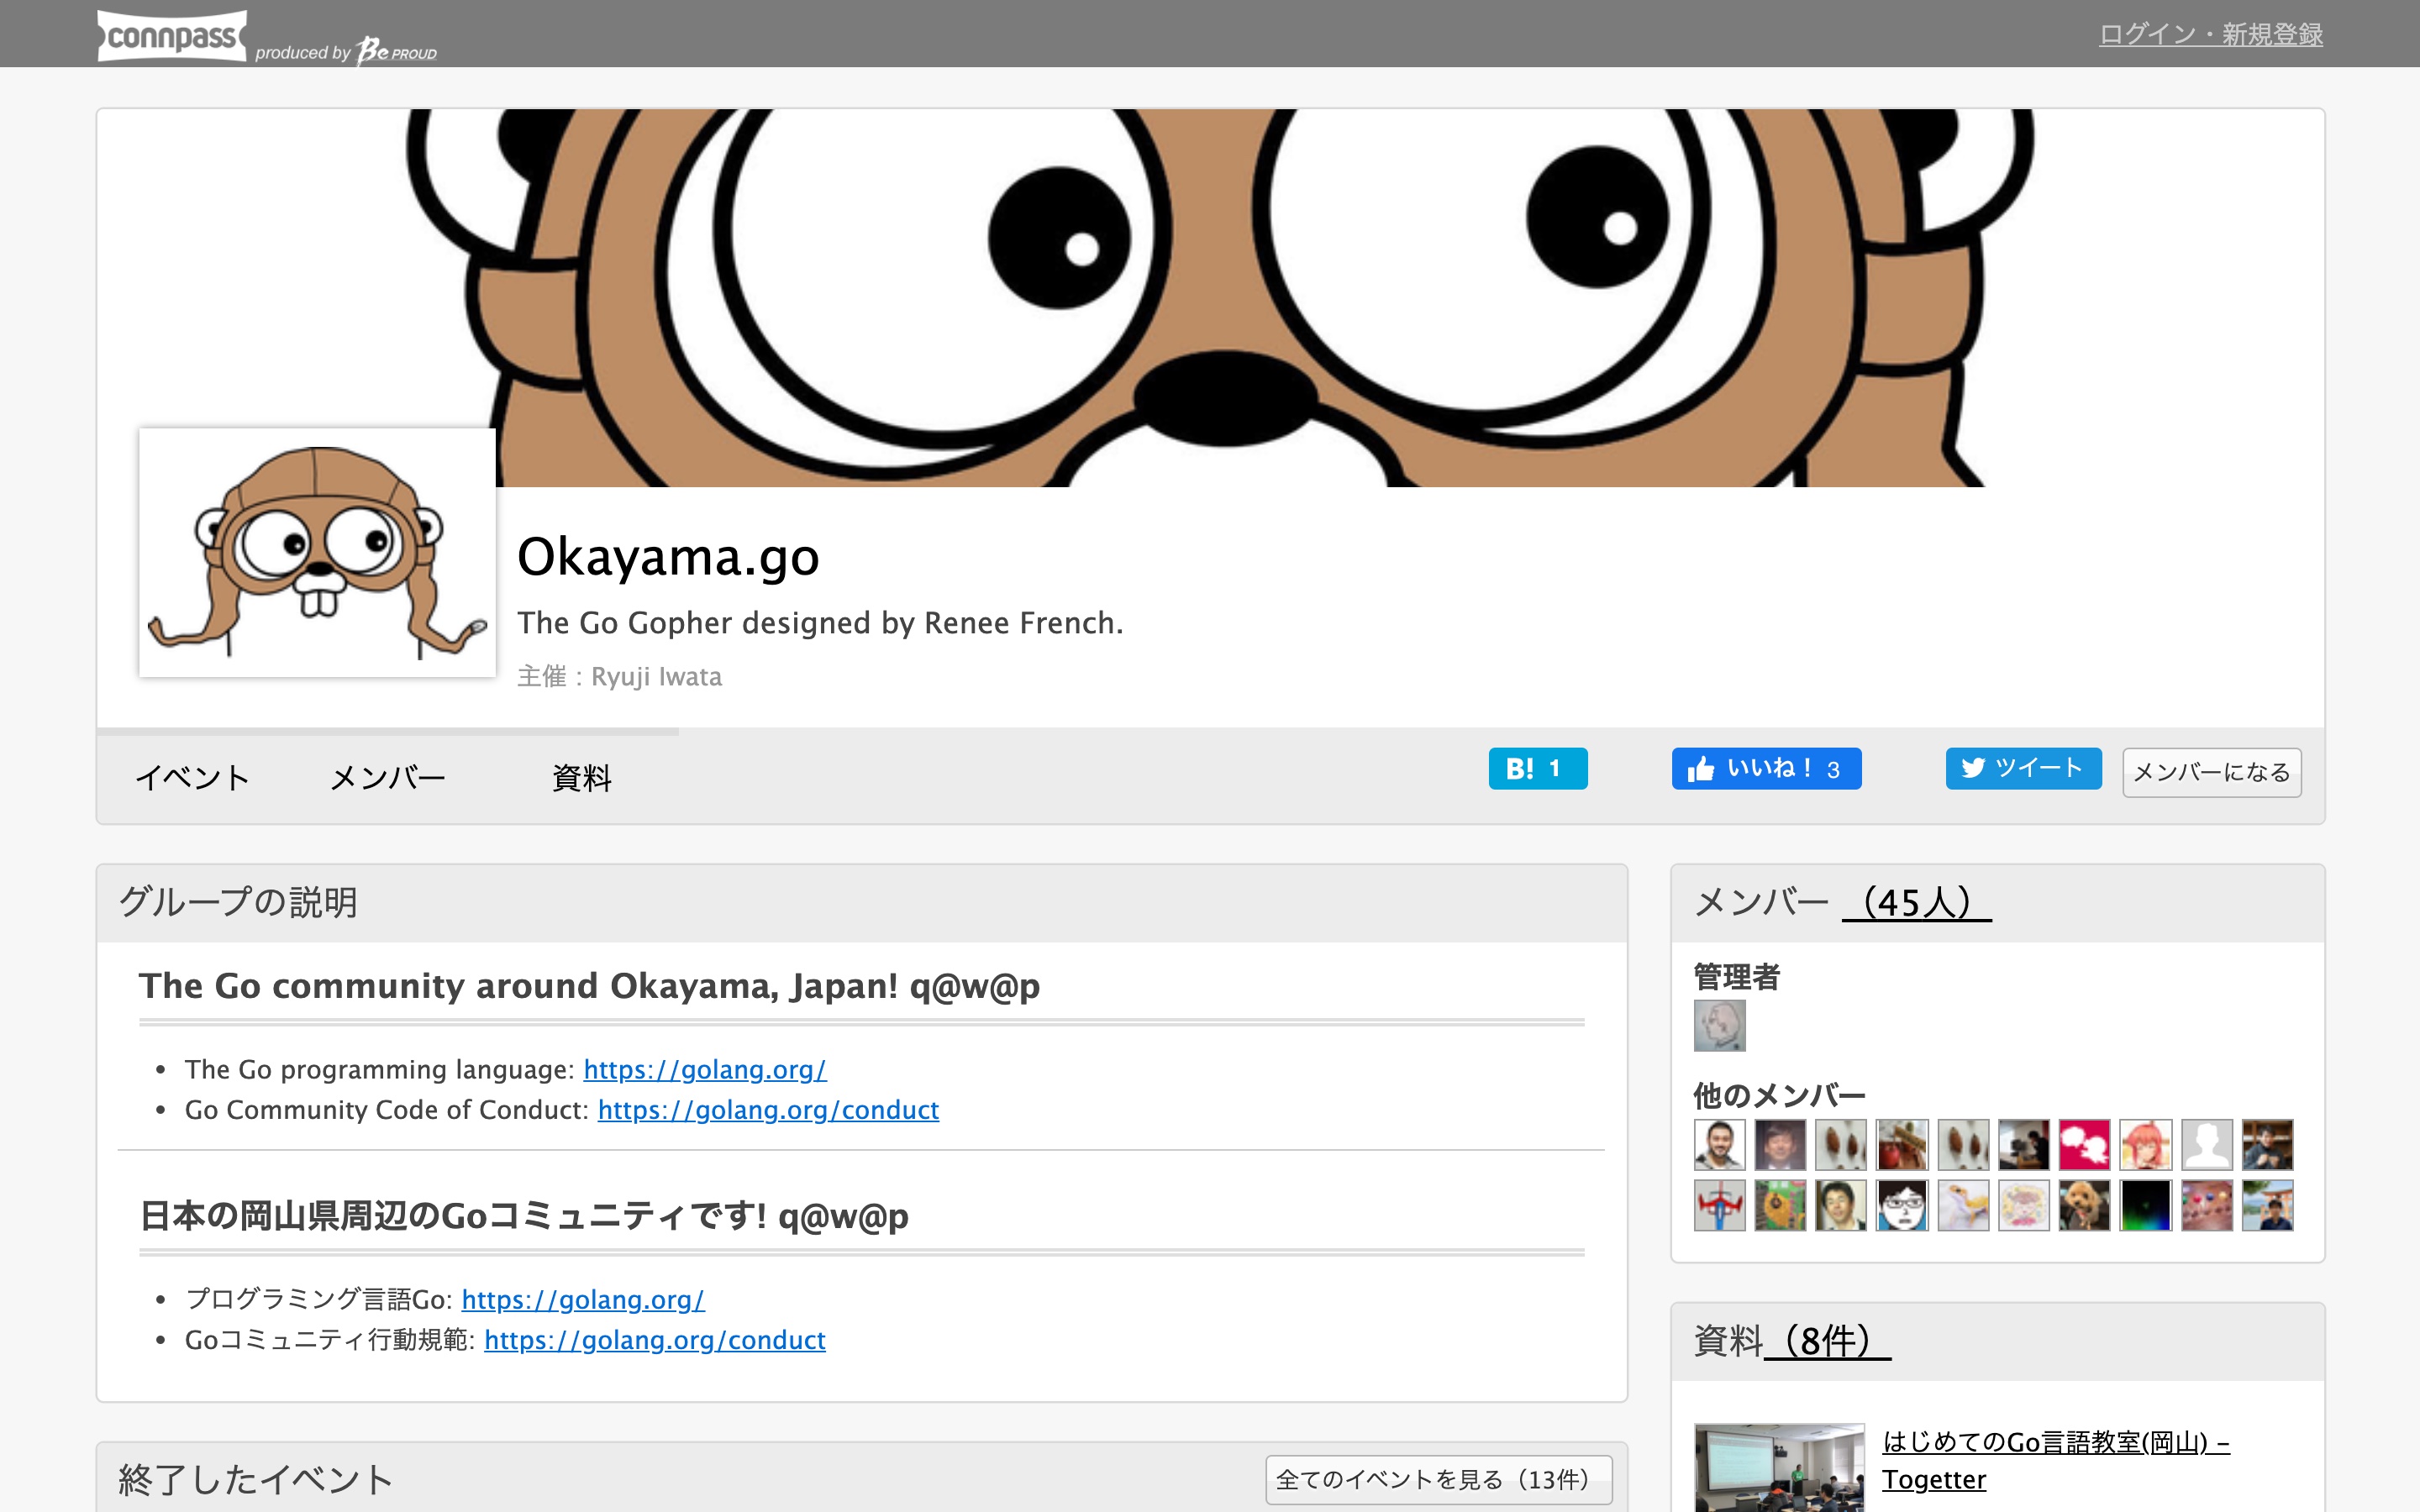 connpass produced by Be PROUD
ログイン・新規登録
Okayama.go
The Go Gopher designed by Renee French.
主催：Ryuji Iwata
イベント
メンバー
資料
B! 1
いいね！ 3
ツイート
メンバーになる
グループの説明
The Go community around Okayama, Japan! q@w@p
• The Go programming language: https://golang.org/
• Go Community Code of Conduct: https://golang.org/conduct
日本の岡山県周辺のGoコミュニティです! q@w@p
• プログラミング言語Go: https://golang.org/
• Goコミュニティ行動規範: https://golang.org/conduct
終了したイベント
全てのイベントを見る（13件）
メンバー （45人）
管理者
他のメンバー
資料（8件）
はじめてのGo言語教室(岡山) –
Togetter